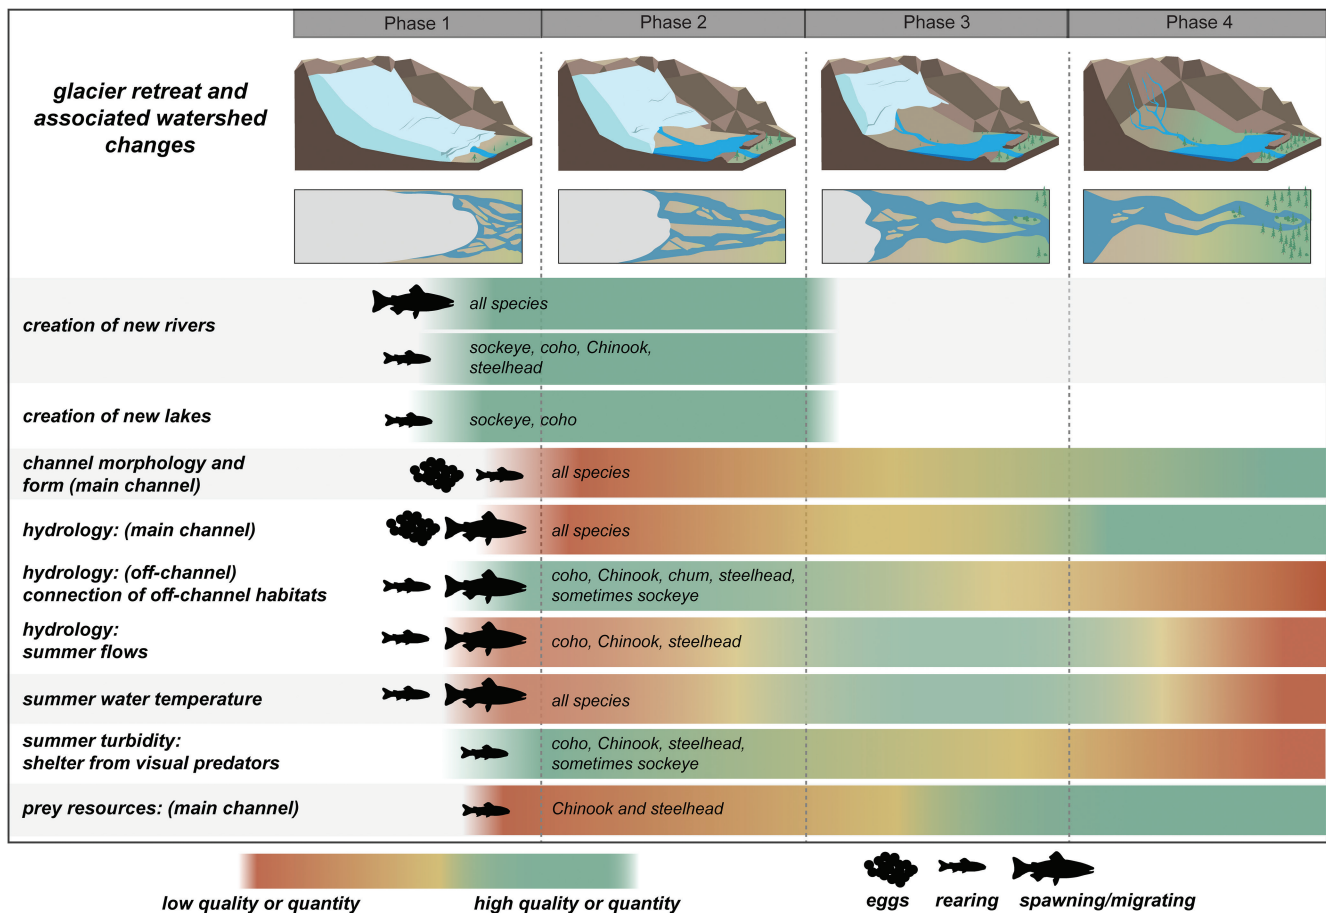 Phase 1
Phase 2
Phase 3
Phase 4
glacier retreat and
associated watershed
changes
creation of new rivers
all species
sockeye, coho, Chinook,
steelhead
creation of new lakes
sockeye, coho
channel morphology and
form (main channel)
all species
hydrology: (main channel)
all species
hydrology: (off-channel)
connection of off-channel habitats
coho, Chinook, chum, steelhead,
sometimes sockeye
hydrology:
summer flows
coho, Chinook, steelhead
summer water temperature
all species
summer turbidity:
shelter from visual predators
coho, Chinook, steelhead,
sometimes sockeye
prey resources: (main channel)
Chinook and steelhead
low quality or quantity
high quality or quantity
eggs
rearing
spawning/migrating